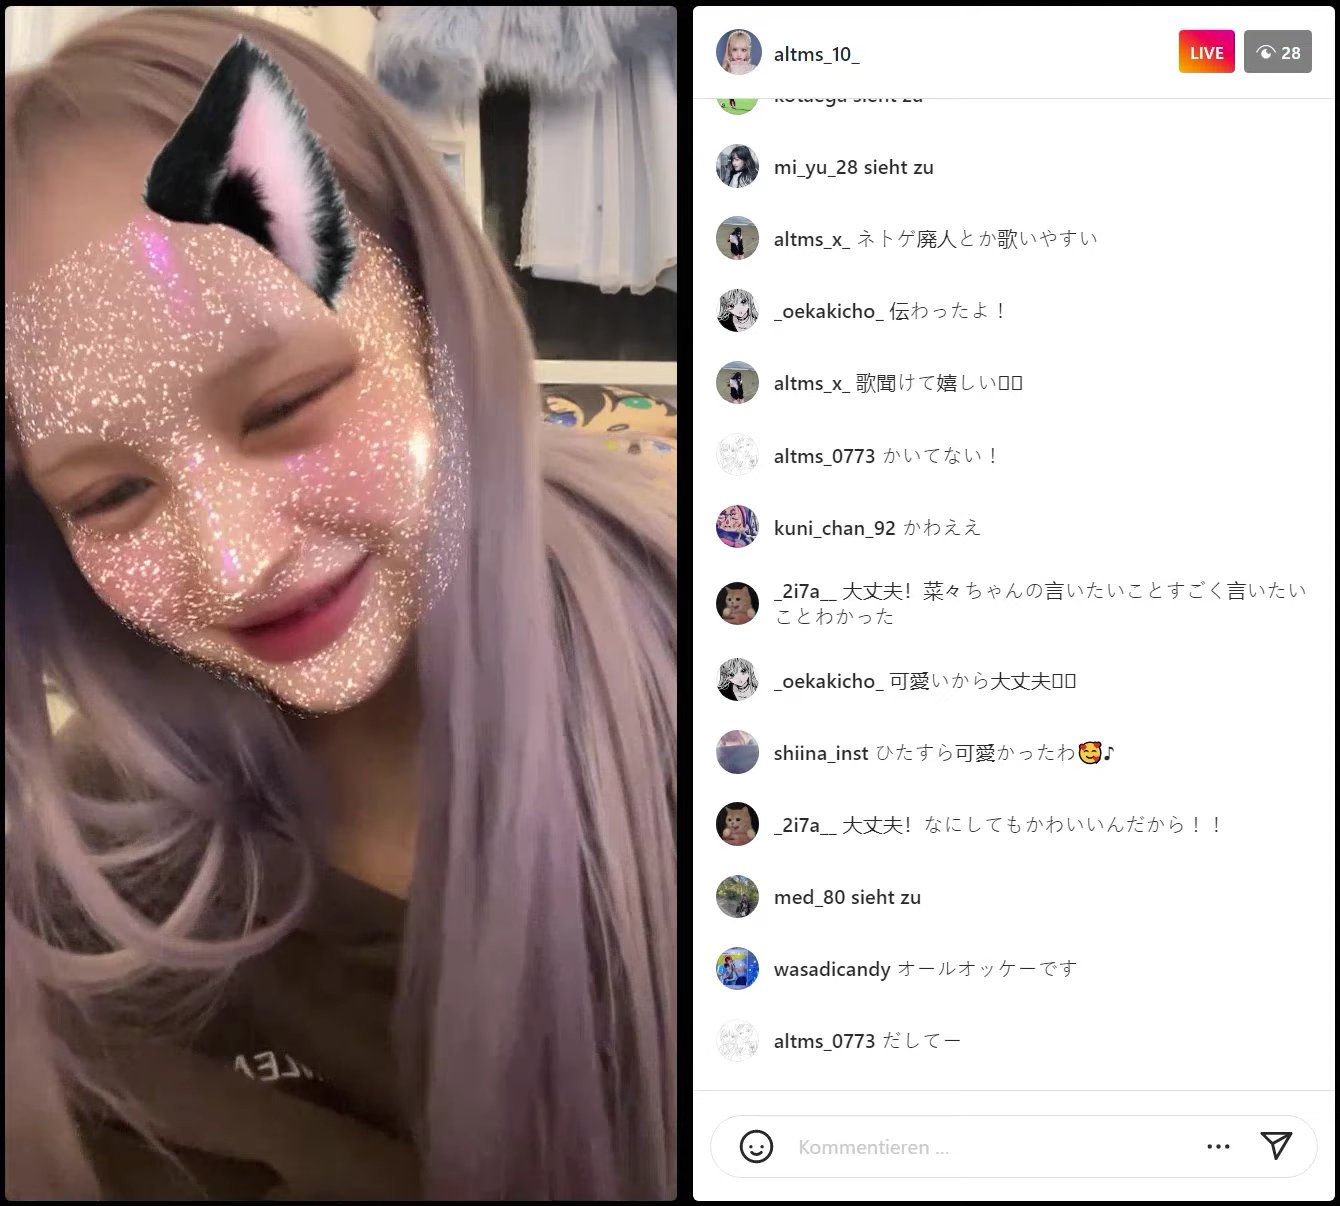 altms_10_
LIVE
28
kotaega sieht zu
mi_yu_28 sieht zu
altms_x_ ネトゲ廃人とか歌いやすい
_oekakicho_ 伝わったよ！
altms_x_ 歌聞けて嬉しい
altms_0773 かいてない！
kuni_chan_92 かわええ
_2i7a__ 大丈夫！菜々ちゃんの言いたいことすごく言いたい
ことわかった
_oekakicho_ 可愛いから大丈夫
shiina_inst ひたすら可愛かったわ🥰♪
_2i7a__ 大丈夫！なにしてもかわいいんだから！！
med_80 sieht zu
wasadicandy オールオッケーです
altms_0773 だしてー
Kommentieren ...